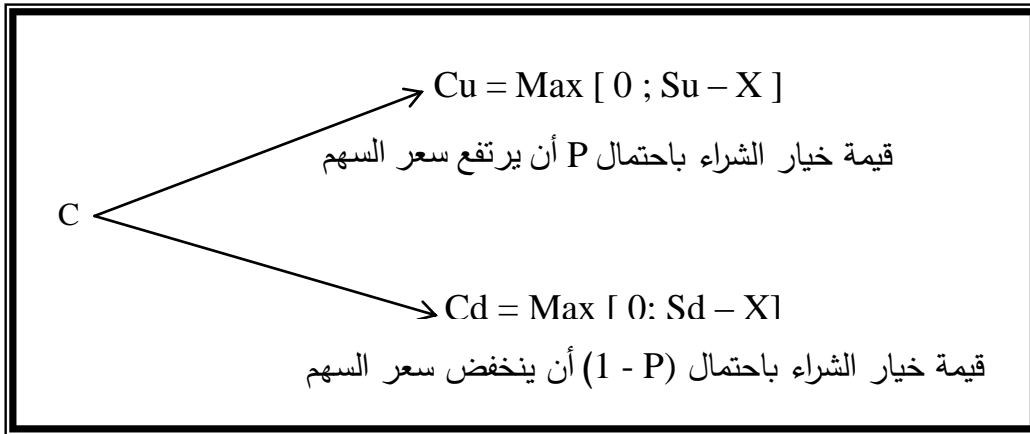 Cu = Max [ 0 ; Su – X ]
قيمة خيار الشراء باحتمال P أن يرتفع سعر السهم
C
Cd = Max [ 0; Sd – X]
قيمة خيار الشراء باحتمال (1 - P) أن ينخفض سعر السهم